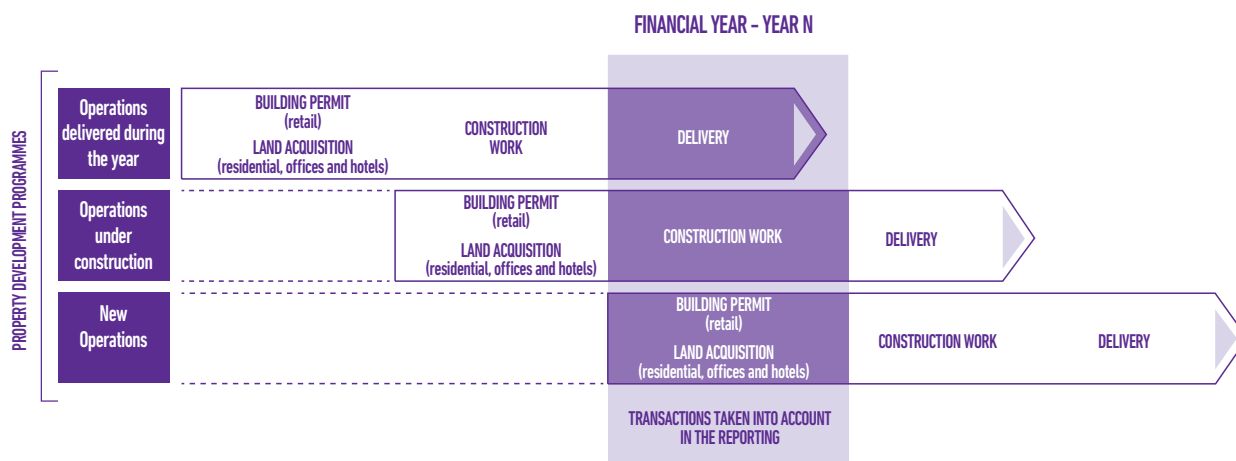 FINANCIAL YEAR – YEAR N
PROPERTY DEVELOPMENT PROGRAMMES
Operations
delivered during
the year
BUILDING PERMIT
(retail)
LAND ACQUISITION
(residential, offices and hotels)
CONSTRUCTION
WORK
DELIVERY
Operations
under
construction
BUILDING PERMIT
(retail)
LAND ACQUISITION
(residential, offices and hotels)
CONSTRUCTION WORK
DELIVERY
New
Operations
BUILDING PERMIT
(retail)
LAND ACQUISITION
(residential, offices and hotels)
CONSTRUCTION WORK
DELIVERY
TRANSACTIONS TAKEN INTO ACCOUNT
IN THE REPORTING